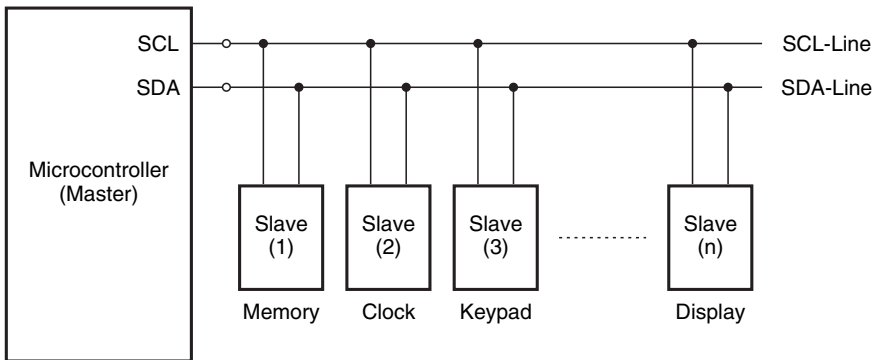 SCL
SCL-Line
SDA
SDA-Line
Microcontroller
(Master)
Slave
(1)
Slave
(2)
Slave
(3)
Slave
(n)
Memory
Clock
Keypad
Display